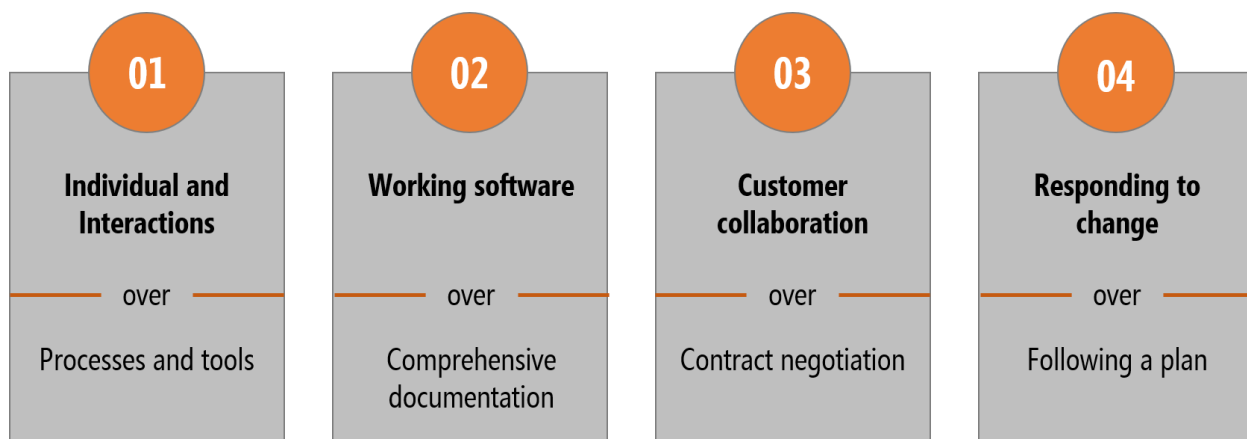 01
Individual and
Interactions
over
Processes and tools
02
Working software
over
Comprehensive
documentation
03
Customer
collaboration
over
Contract negotiation
04
Responding to
change
over
Following a plan